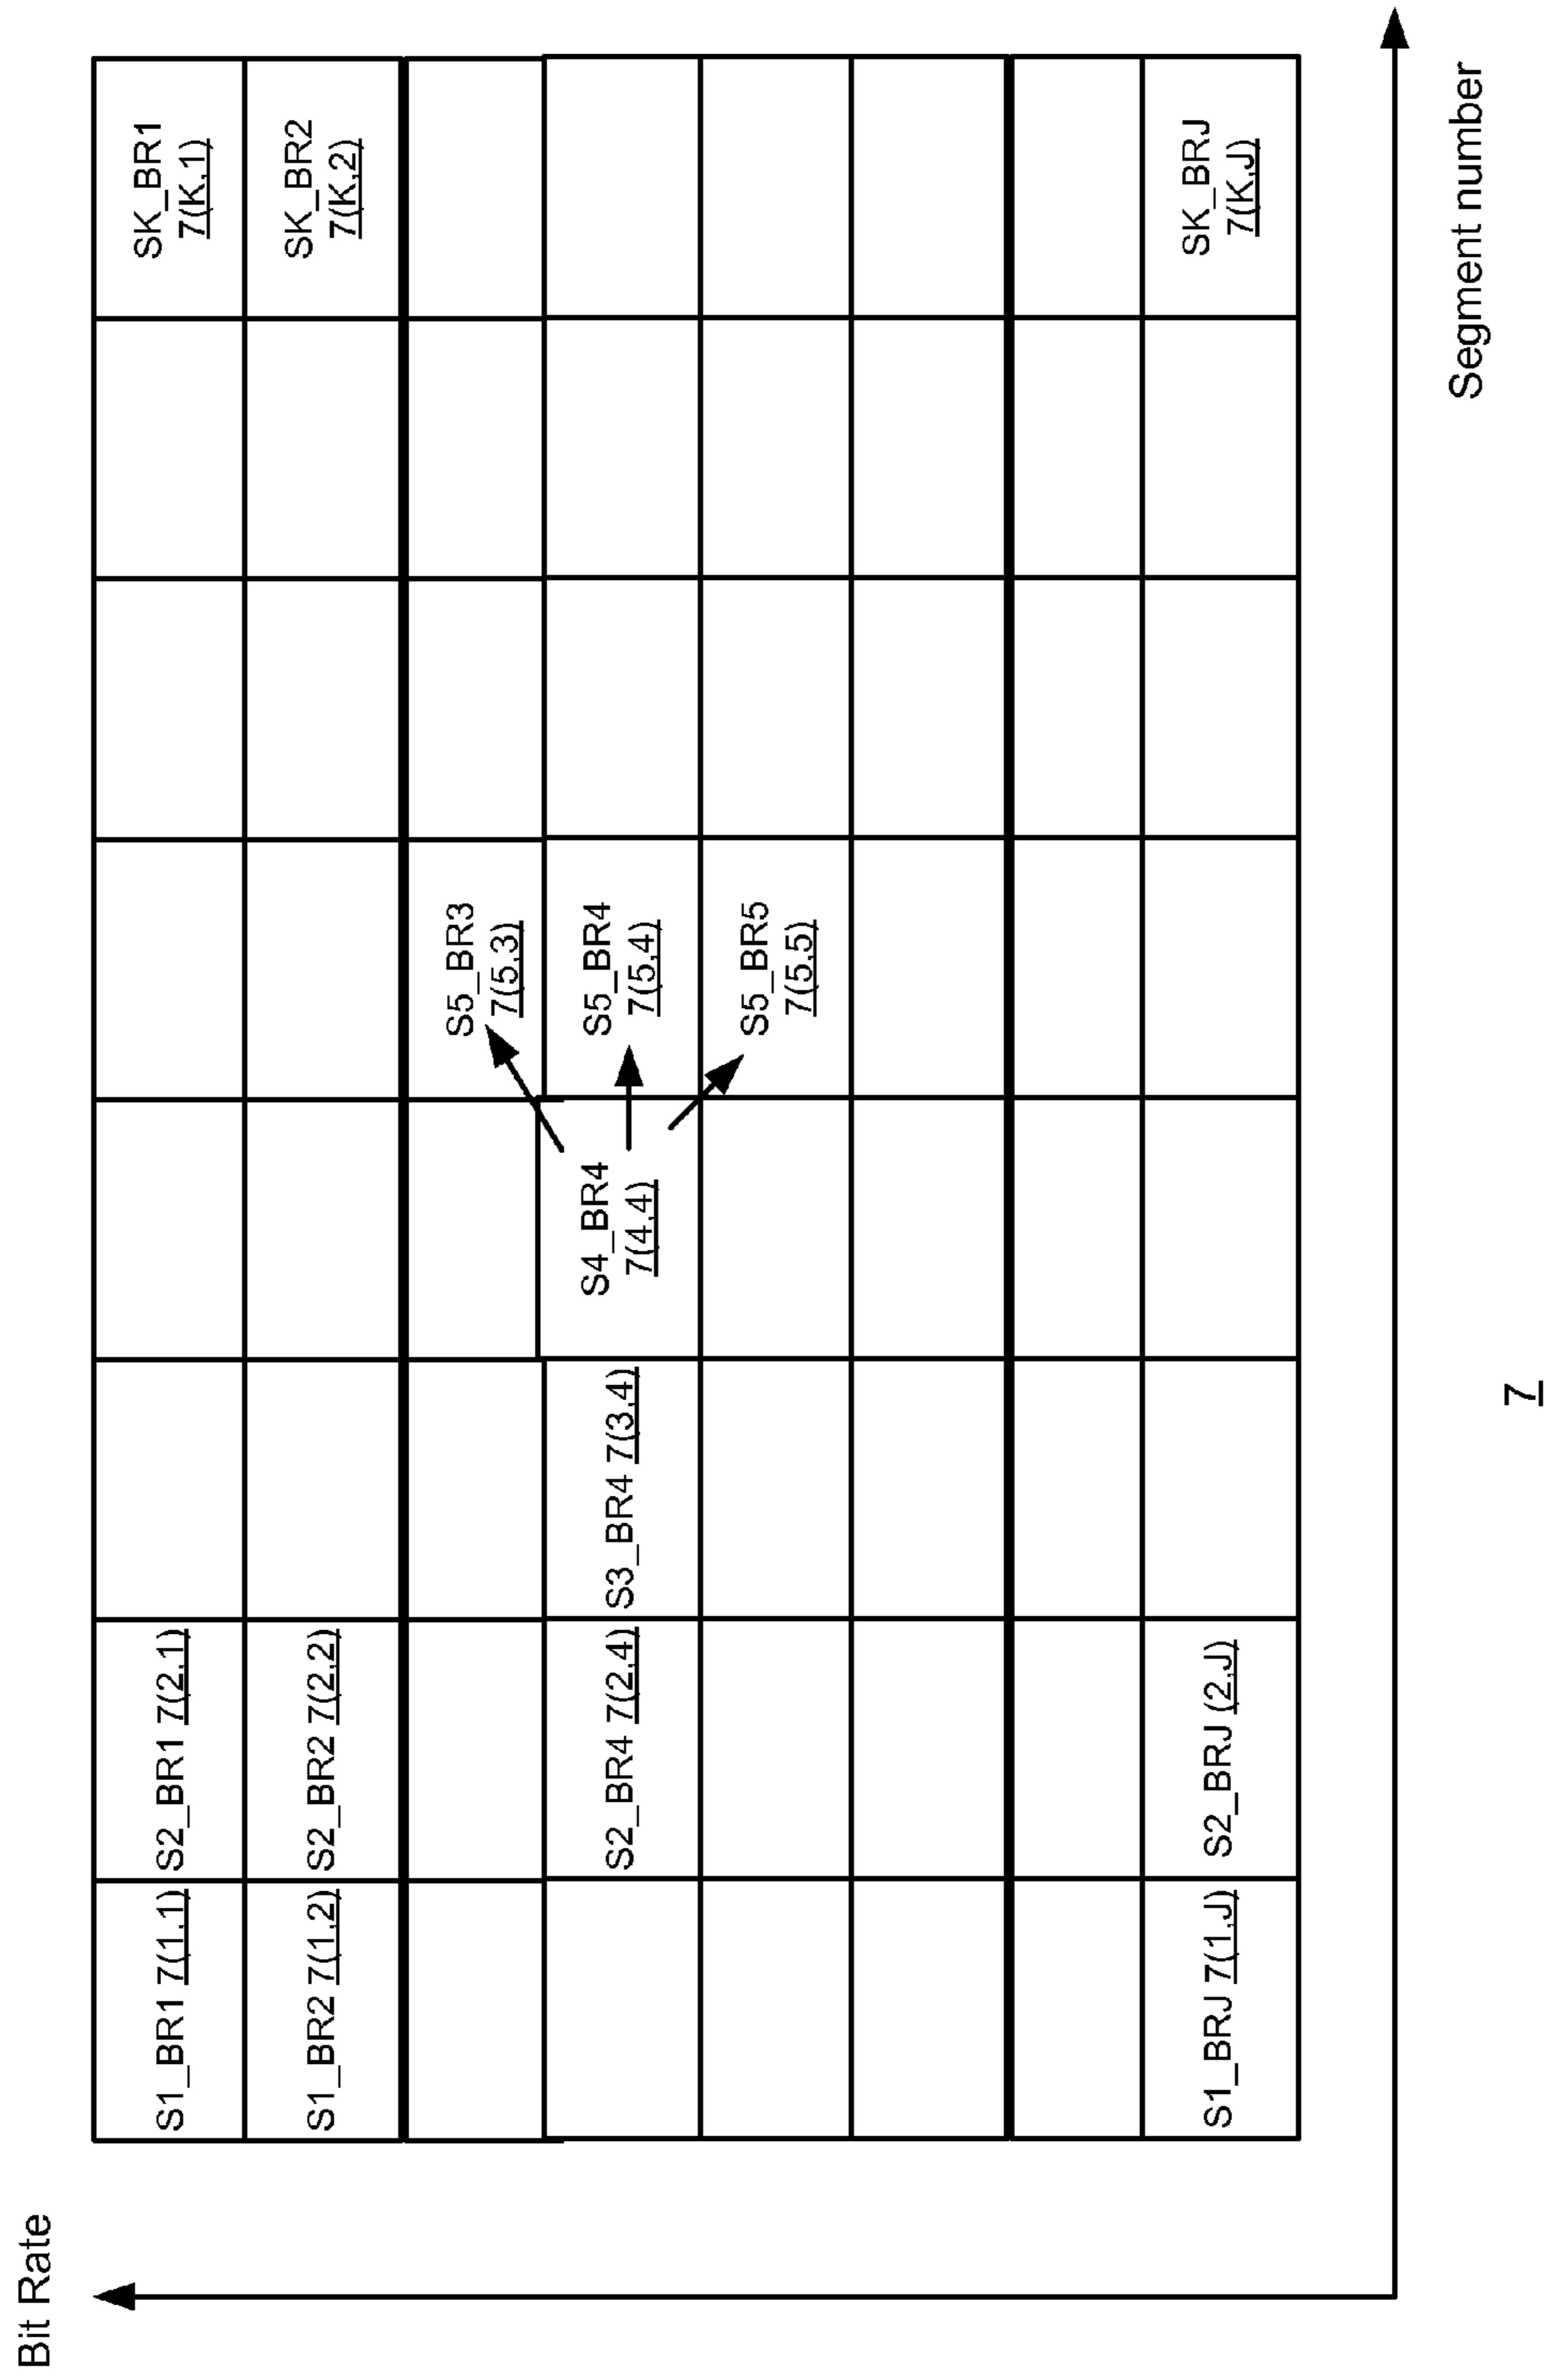 Bit Rate
S1_BR1 7(1,1)
S2_BR1 7(2,1)
SK_BR1
7(K,1)
S1_BR2 7(1,2)
S2_BR2 7(2,2)
SK_BR2
7(K,2)
S5_BR3
7(5,3)
S2_BR4 7(2,4)
S3_BR4 7(3,4)
S4_BR4
7(4,4)
S5_BR4
7(5,4)
S5_BR5
7(5,5)
S1_BRJ 7(1,J)
S2_BRJ (2,J)
SK_BRJ
7(K,J)
Segment number
7